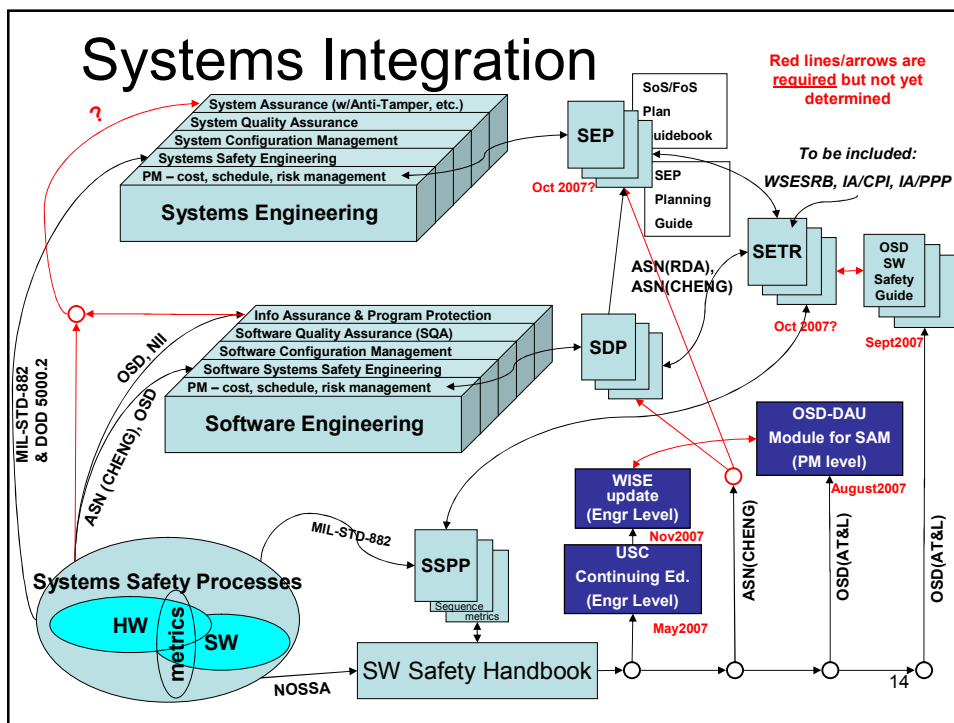 Systems Integration
Red lines/arrows are
required but not yet
determined
?
System Assurance (w/Anti-Tamper, etc.)
System Quality Assurance
System Configuration Management
Systems Safety Engineering
PM – cost, schedule, risk management
Systems Engineering
SEP
Oct 2007?
SoS/FoS
Plan
uidebook
SEP
Planning
Guide
To be included:
WSESRB, IA/CPI, IA/PPP
SETR
Oct 2007?
OSD
SW
Safety
Guide
Sept2007
ASN(RDA),
ASN(CHENG)
Info Assurance & Program Protection
Software Quality Assurance (SQA)
Software Configuration Management
Software Systems Safety Engineering
PM – cost, schedule, risk management
Software Engineering
SDP
MIL-STD-882
& DOD 5000.2
OSD, NII
ASN (CHENG), OSD
OSD-DAU
Module for SAM
(PM level)
August2007
WISE
update
(Engr Level)
Nov2007
USC
Continuing Ed.
(Engr Level)
May2007
MIL-STD-882
SSPP
Sequence
metrics
ASN(CHENG)
OSD(AT&L)
OSD(AT&L)
Systems Safety Processes
HW
metrics
SW
NOSSA
SW Safety Handbook
14